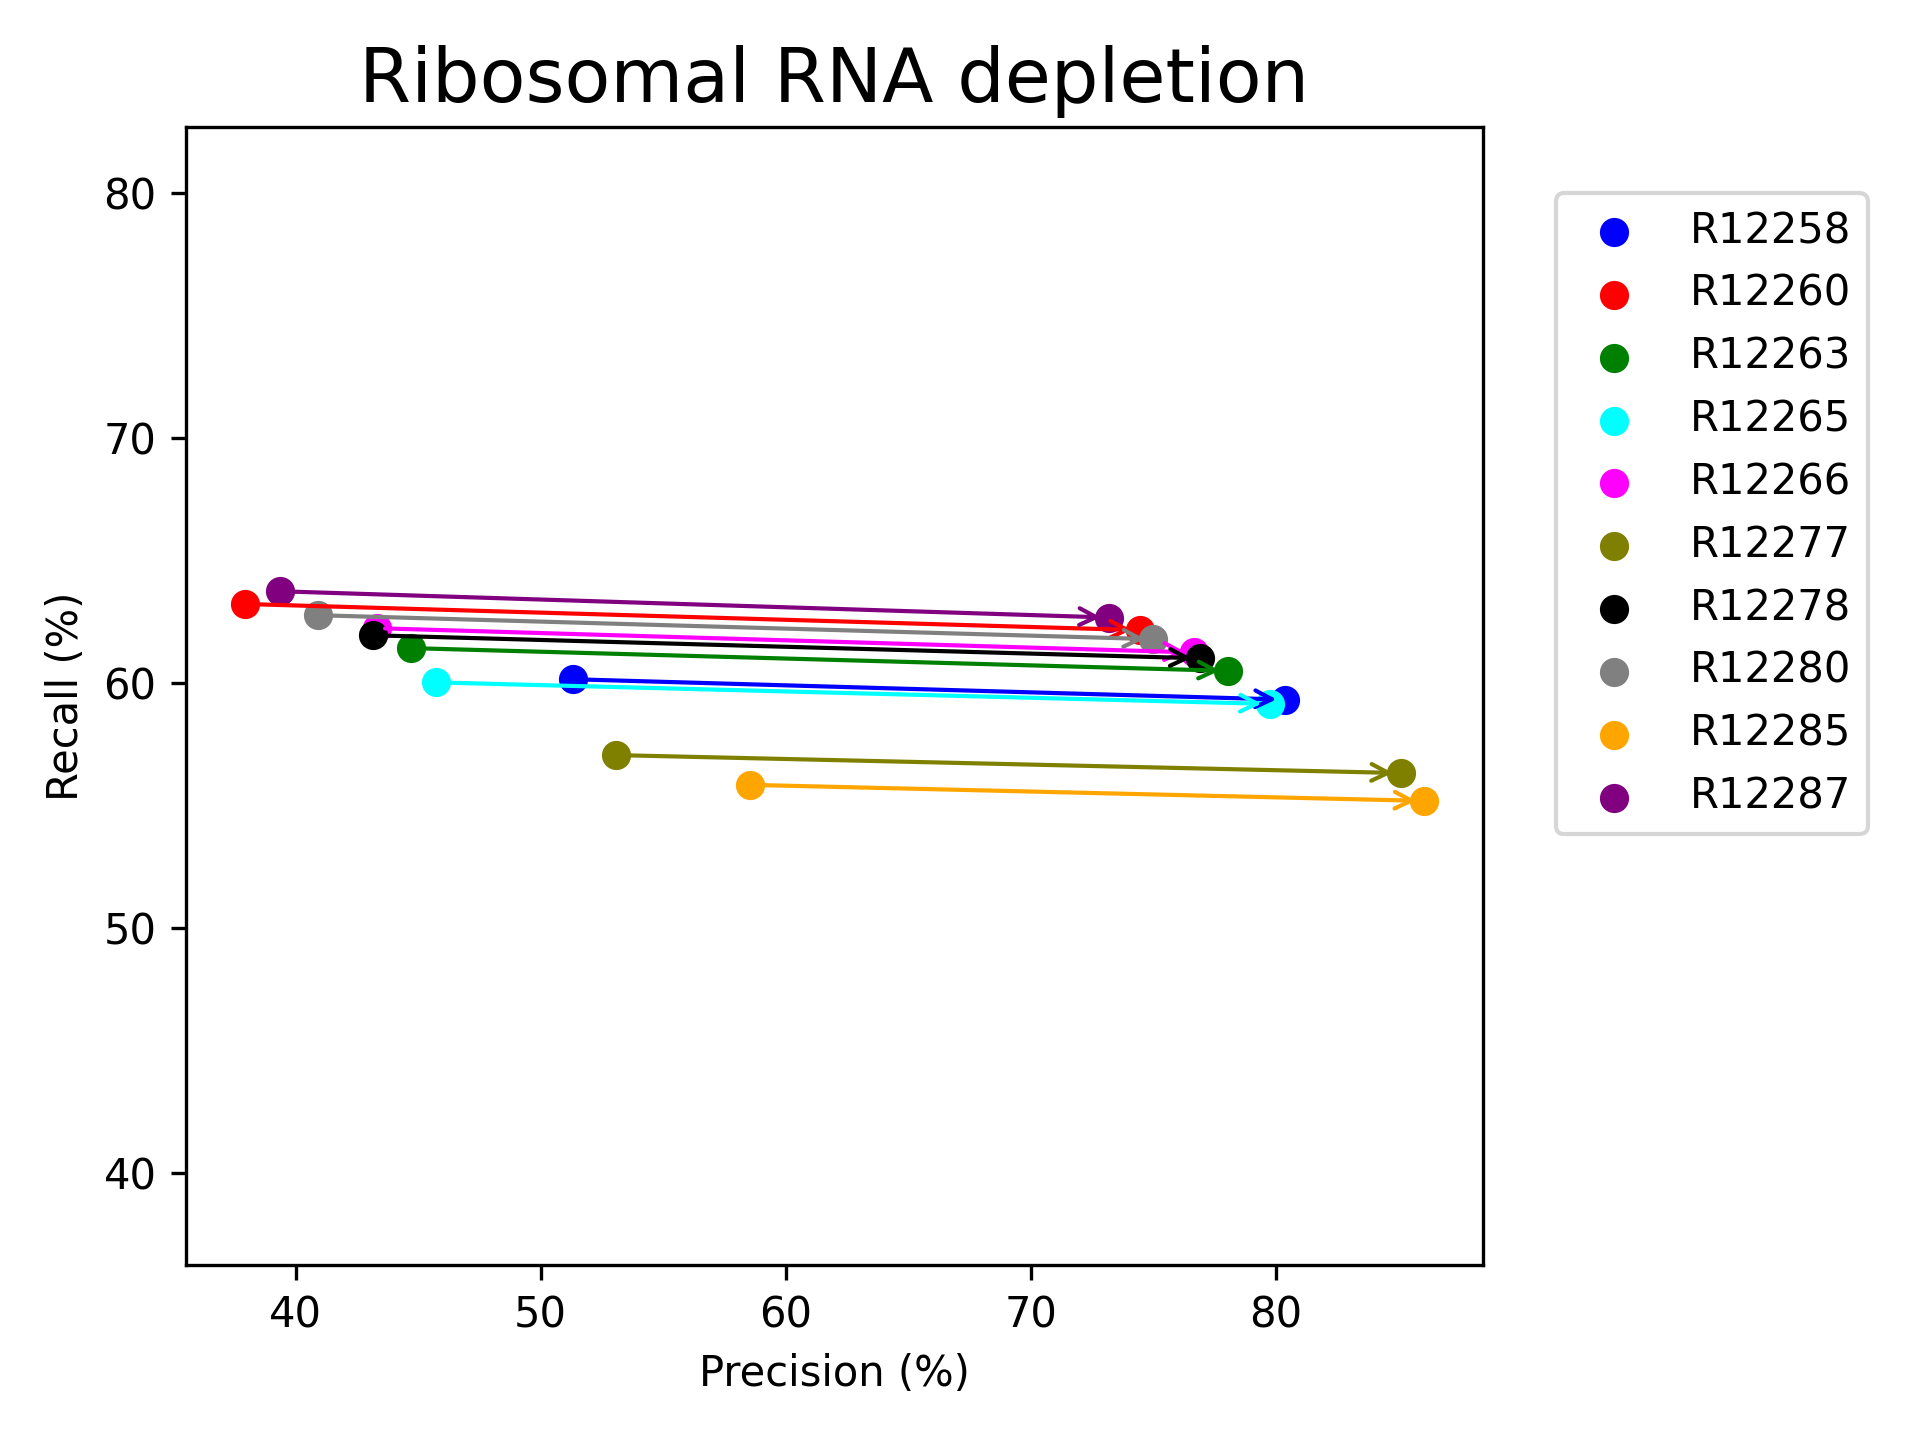 Ribosomal RNA depletion
80
70
60
50
40
Recall (%)
40 50 60 70 80
Precision (%)
R12258
R12260
R12263
R12265
R12266
R12277
R12278
R12280
R12285
R12287